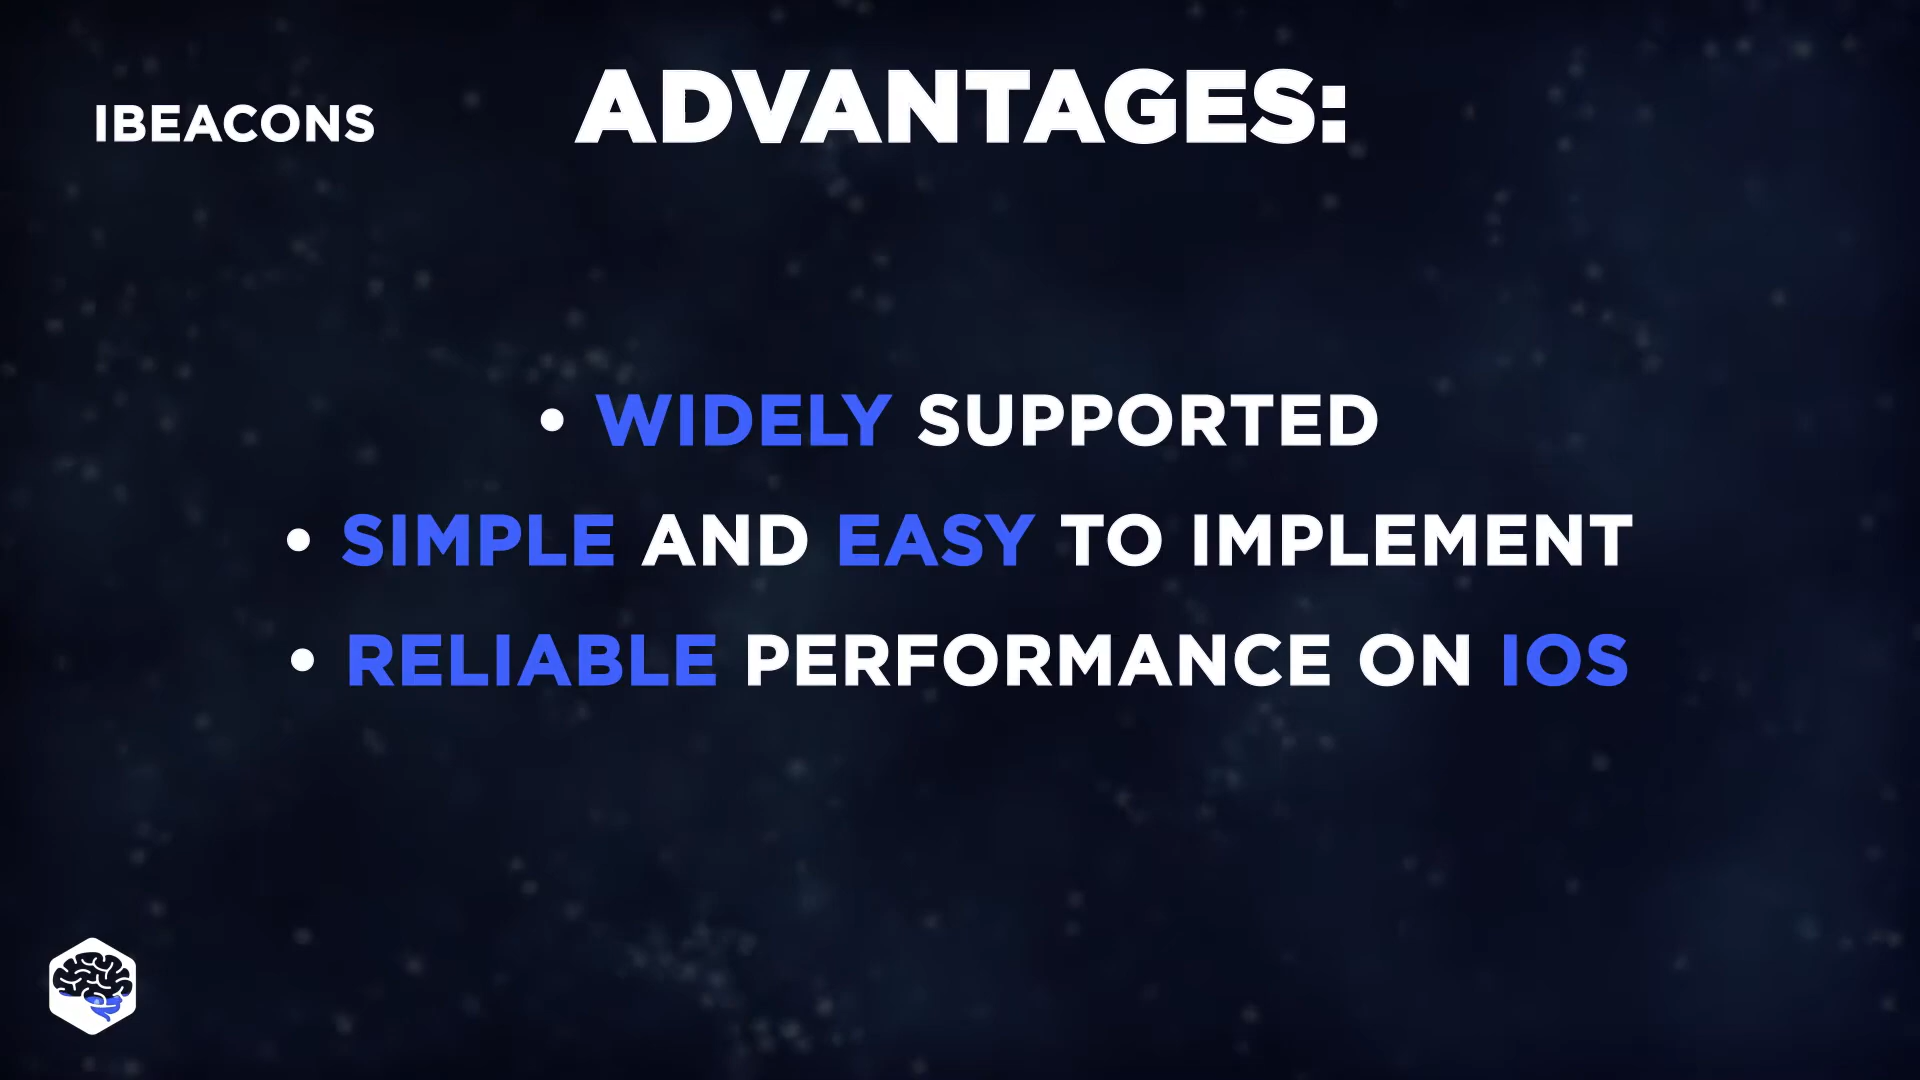 IBEACONS
ADVANTAGES:
• WIDELY SUPPORTED
• SIMPLE AND EASY TO IMPLEMENT
• RELIABLE PERFORMANCE ON IOS